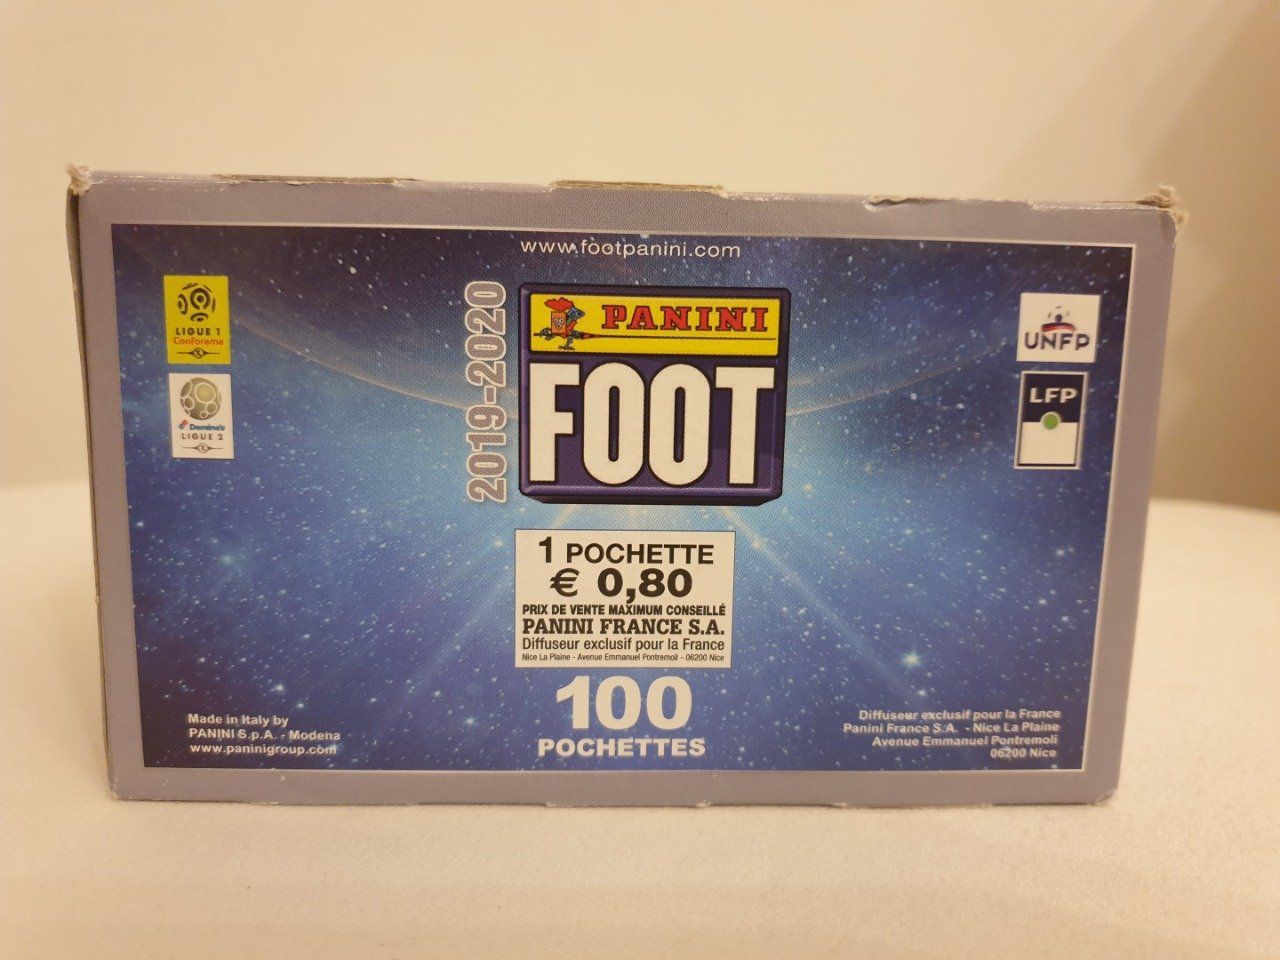 www.footpanini.com
2019-2020
PANINI
FOOT
LIGUE 1
Conforama
Domino's
LIGUE 2
UNFP
LFP
1 POCHETTE
€ 0,80
PRIX DE VENTE MAXIMUM CONSEILLÉ
PANINI FRANCE S.A.
Diffuseur exclusif pour la France
Nice La Plaine - Avenue Emmanuel Pontremoli - 06200 Nice
100
POCHETTES
Made in Italy by
PANINI S.p.A. - Modena
www.paninigroup.com
Diffuseur exclusif pour la France
Panini France S.A. - Nice La Plaine
Avenue Emmanuel Pontremoli
06200 Nice